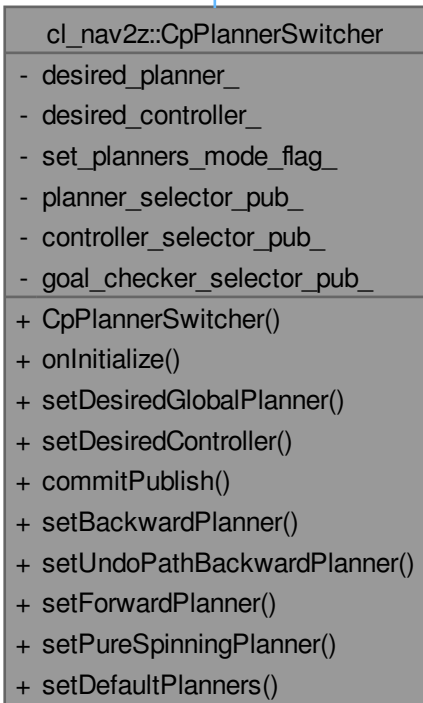 cl_nav2z::CpPlannerSwitcher
- desired_planner_
- desired_controller_
- set_planners_mode_flag_
- planner_selector_pub_
- controller_selector_pub_
- goal_checker_selector_pub_
+ CpPlannerSwitcher()
+ onInitialize()
+ setDesiredGlobalPlanner()
+ setDesiredController()
+ commitPublish()
+ setBackwardPlanner()
+ setUndoPathBackwardPlanner()
+ setForwardPlanner()
+ setPureSpinningPlanner()
+ setDefaultPlanners()